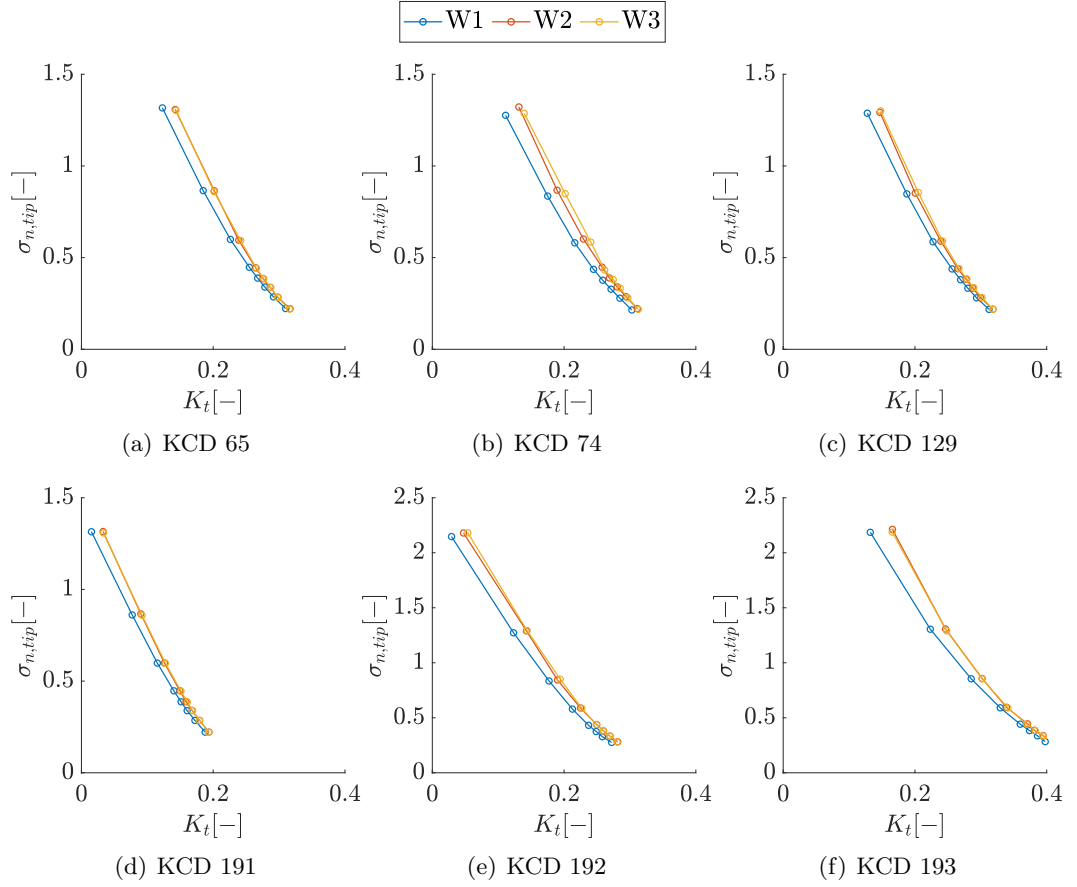 W1 W2 W3
1.5 1.5 1.5
1 1 1
0.5 0.5 0.5
0 0 0
σn,tip[−] σn,tip[−] σn,tip[−]
0 0.2 0.4 0 0.2 0.4 0 0.2 0.4
Kt[−] Kt[−] Kt[−]
(a) KCD 65 (b) KCD 74 (c) KCD 129
1.5 2.5 2.5
2 2
1 1.5 1.5
0.5 1 1
0.5 0.5
0 0 0
σn,tip[−] σn,tip[−] σn,tip[−]
0 0.2 0.4 0 0.2 0.4 0 0.2 0.4
Kt[−] Kt[−] Kt[−]
(d) KCD 191 (e) KCD 192 (f) KCD 193